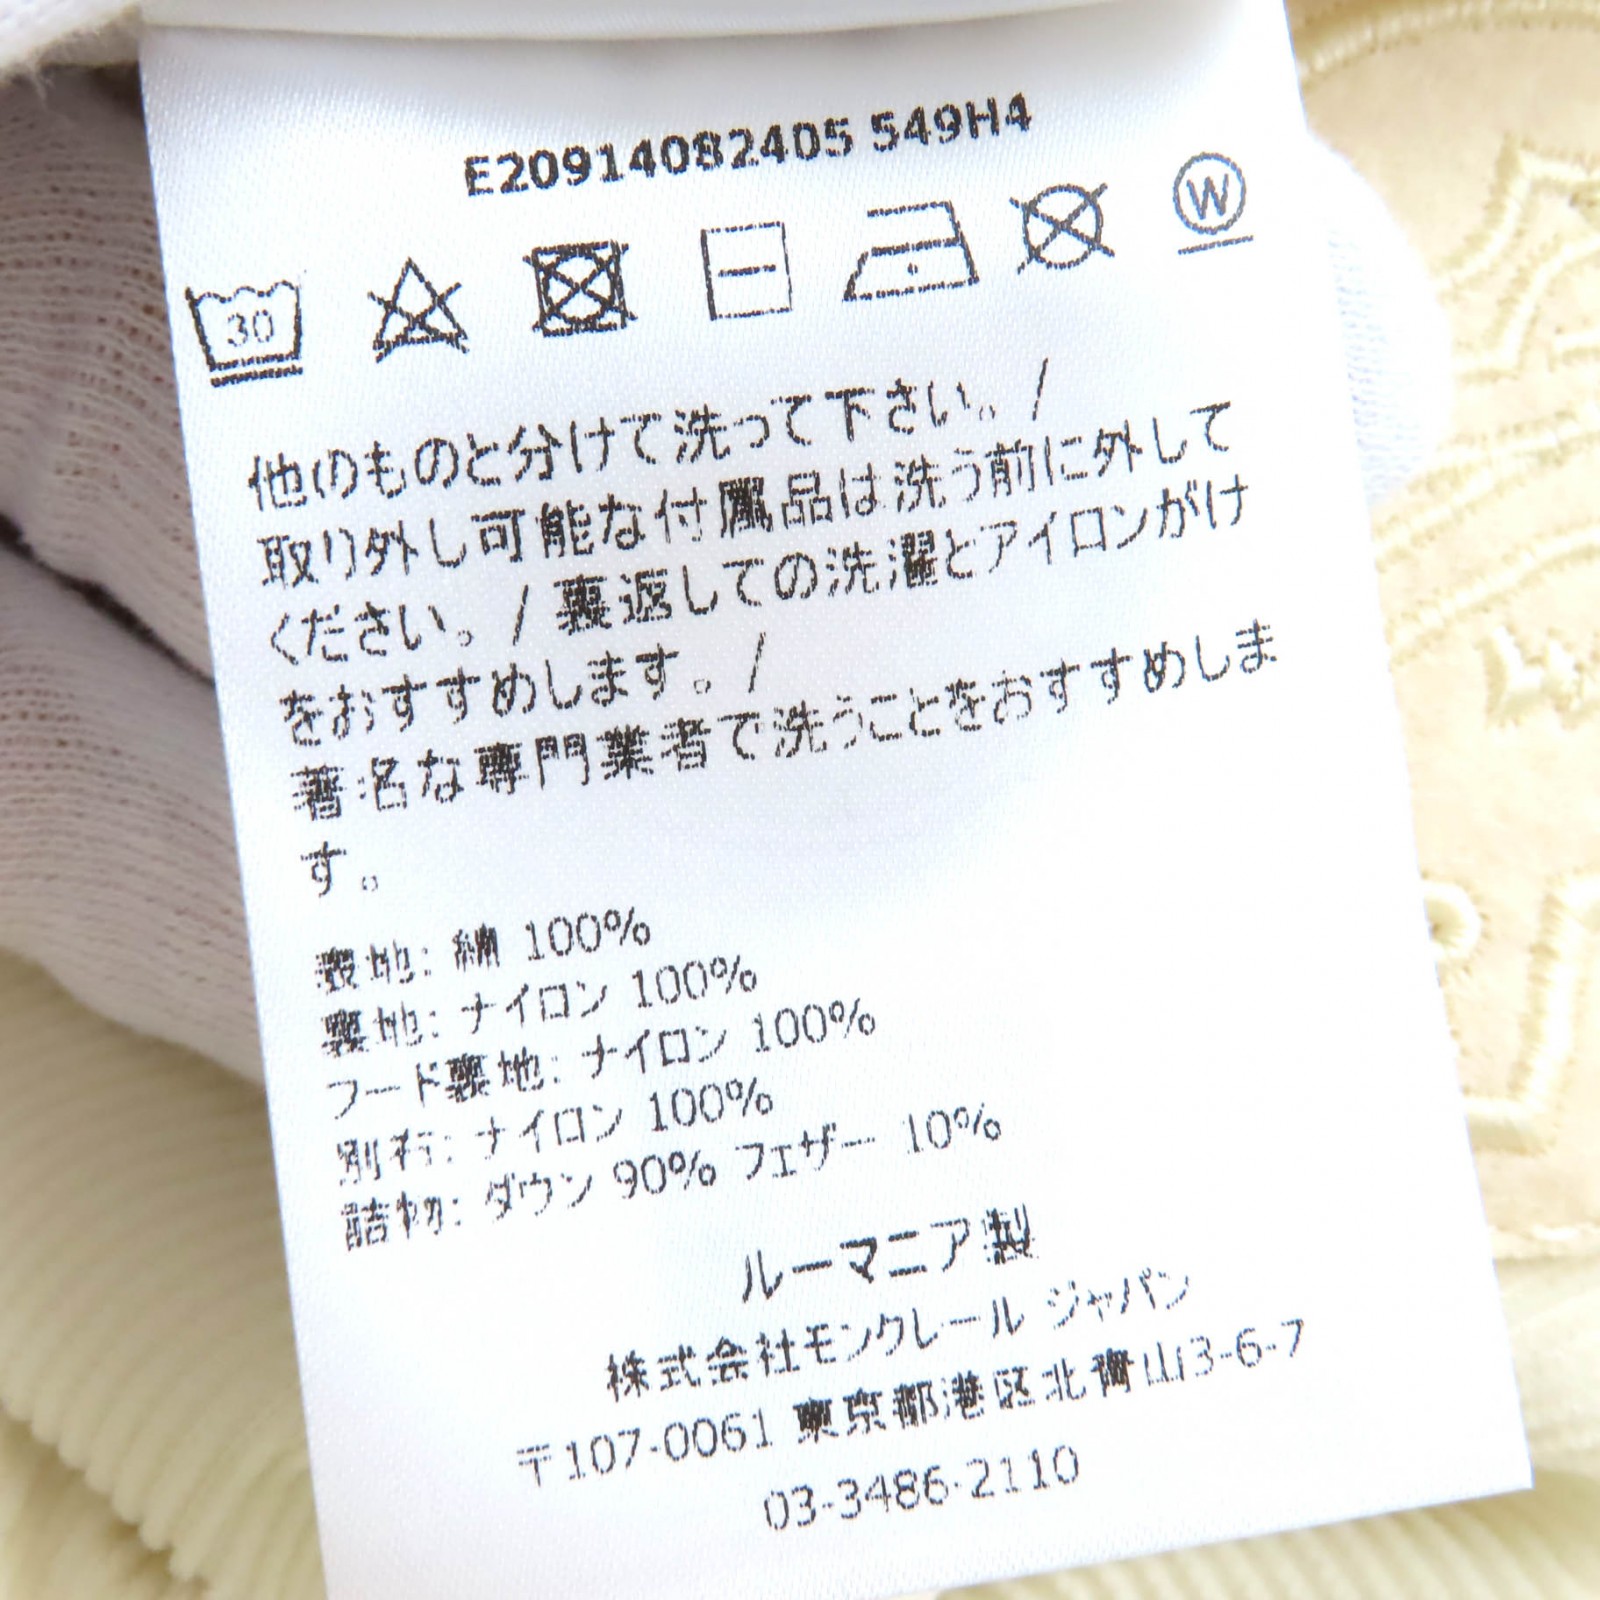 E20914082405 549H4
30
W
他のものと分けて洗って下さい。/
取り外し可能な付属品は洗う前に外して
ください。/ 裏返しての洗濯とアイロンがけ
をおすすめします。/
著名な専門業者で洗うことをおすすめしま
す。
表地: 綿 100%
裏地: ナイロン 100%
フード裏地: ナイロン 100%
別布: ナイロン 100%
詰物: ダウン 90% フェザー 10%
ルーマニア製
株式会社モンクレール ジャパン
〒107-0061 東京都港区北青山3-6-7
03-3486-2110